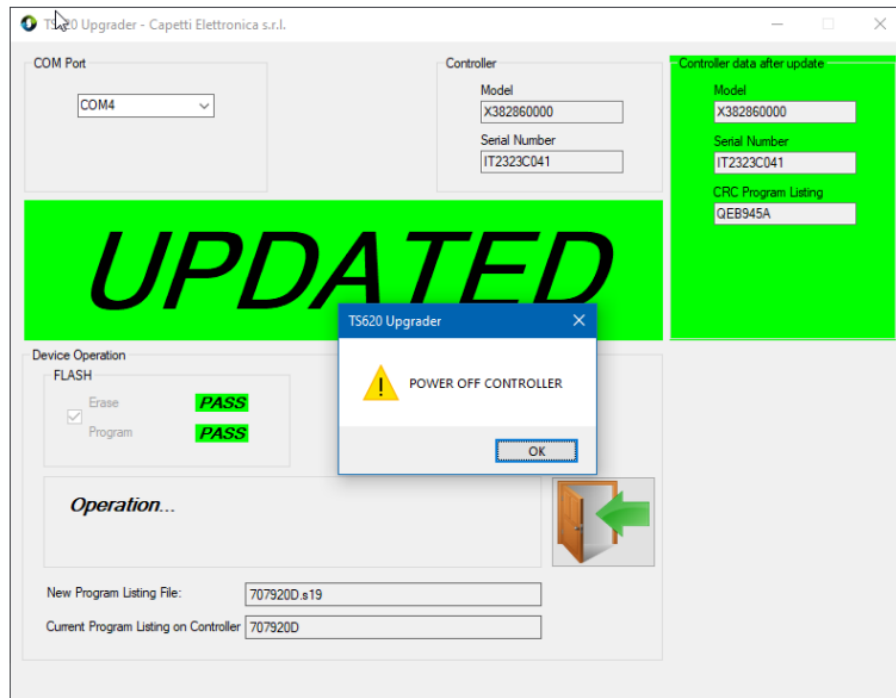 TS620 Upgrader - Capetti Elettronica s.r.l.
COM Port
COM4
Controller
Model
X382860000
Serial Number
IT2323C041
Controller data after update
Model
X382860000
Serial Number
IT2323C041
CRC Program Listing
QEB945A
UPDATED
TS620 Upgrader
POWER OFF CONTROLLER
OK
Device Operation
FLASH
Erase PASS
Program PASS
Operation...
New Program Listing File: 707920D.s19
Current Program Listing on Controller 707920D